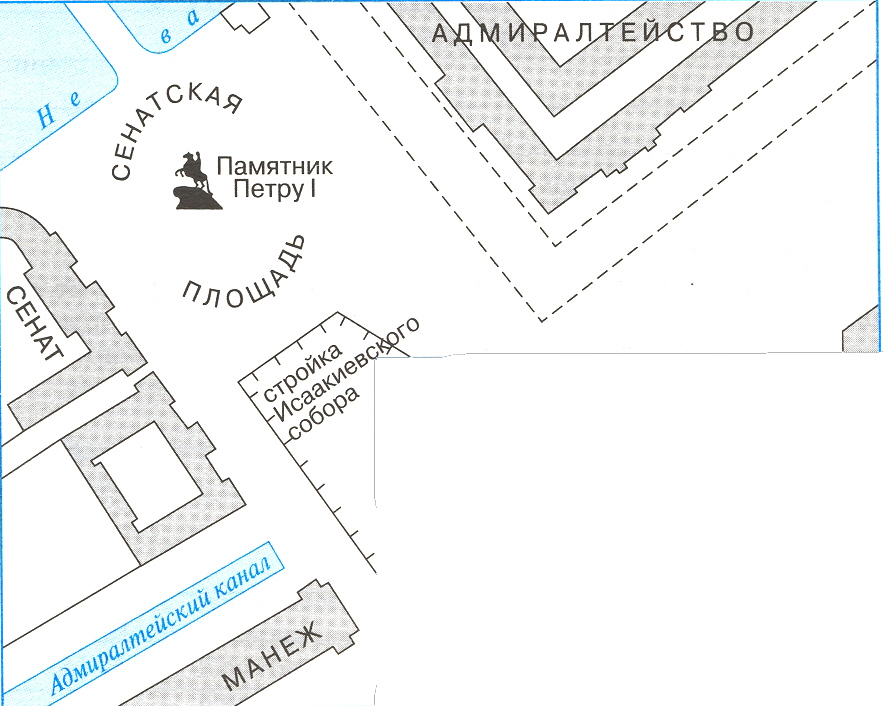 Нева
АДМИРАЛТЕЙСТВО
СЕНАТСКАЯ
Памятник
Петру I
ПЛОЩАДЬ
СЕНАТ
стройка
Исаакиевского
собора
Адмиралтейский канал
МАНЕЖ